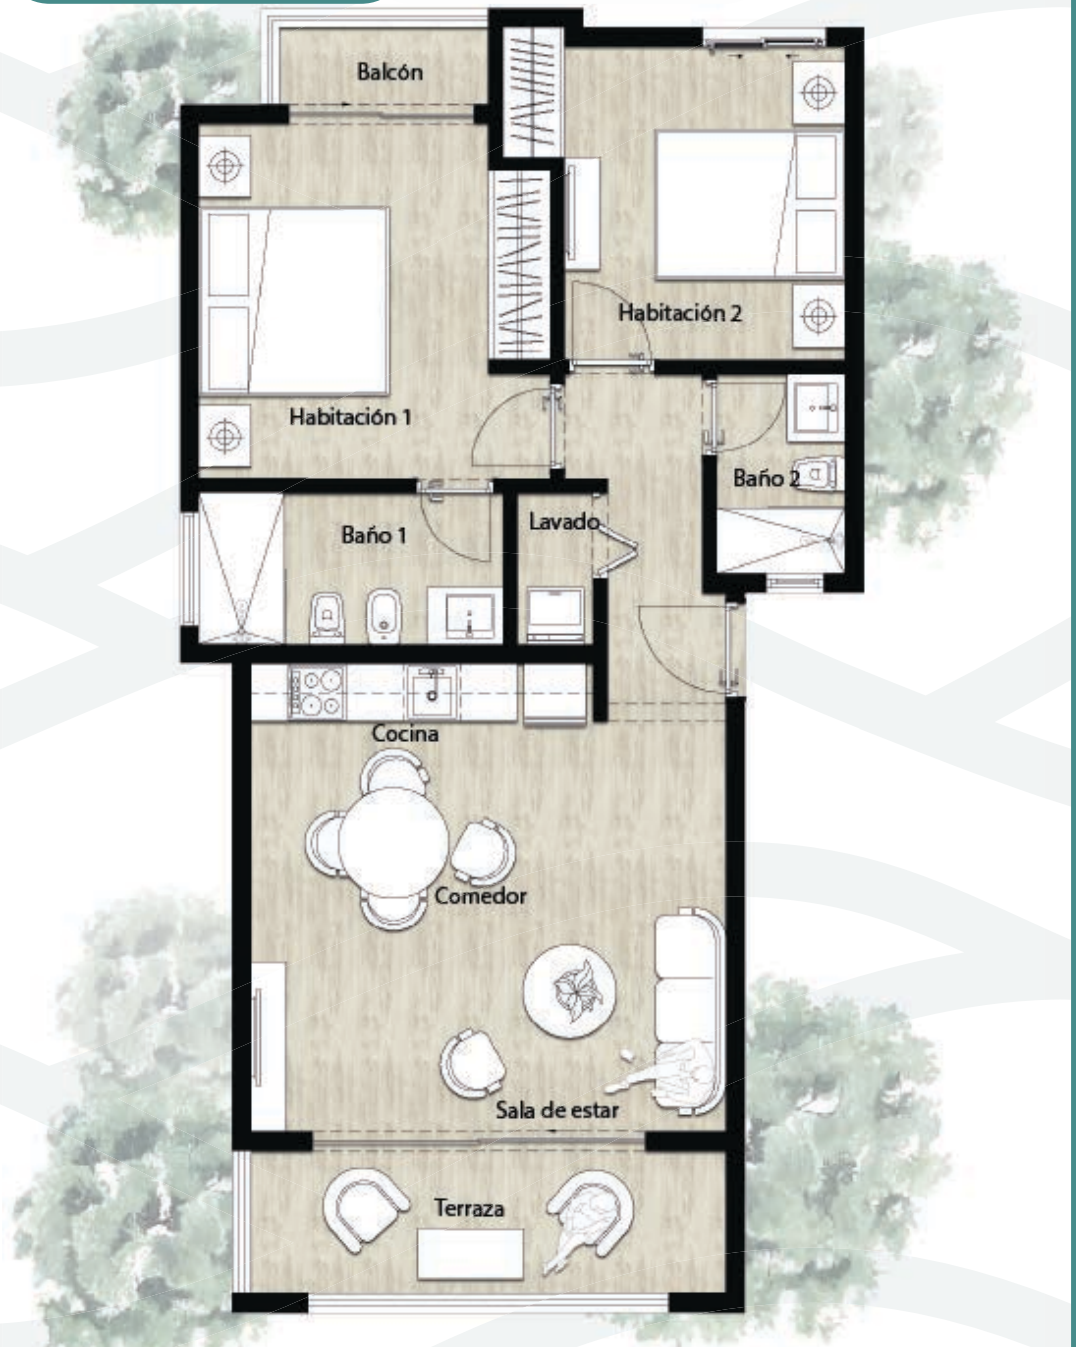 Balcón
Habitación 2
Habitación 1
Baño 2
Lavado
Baño 1
Cocina
Comedor
Sala de estar
Terraza